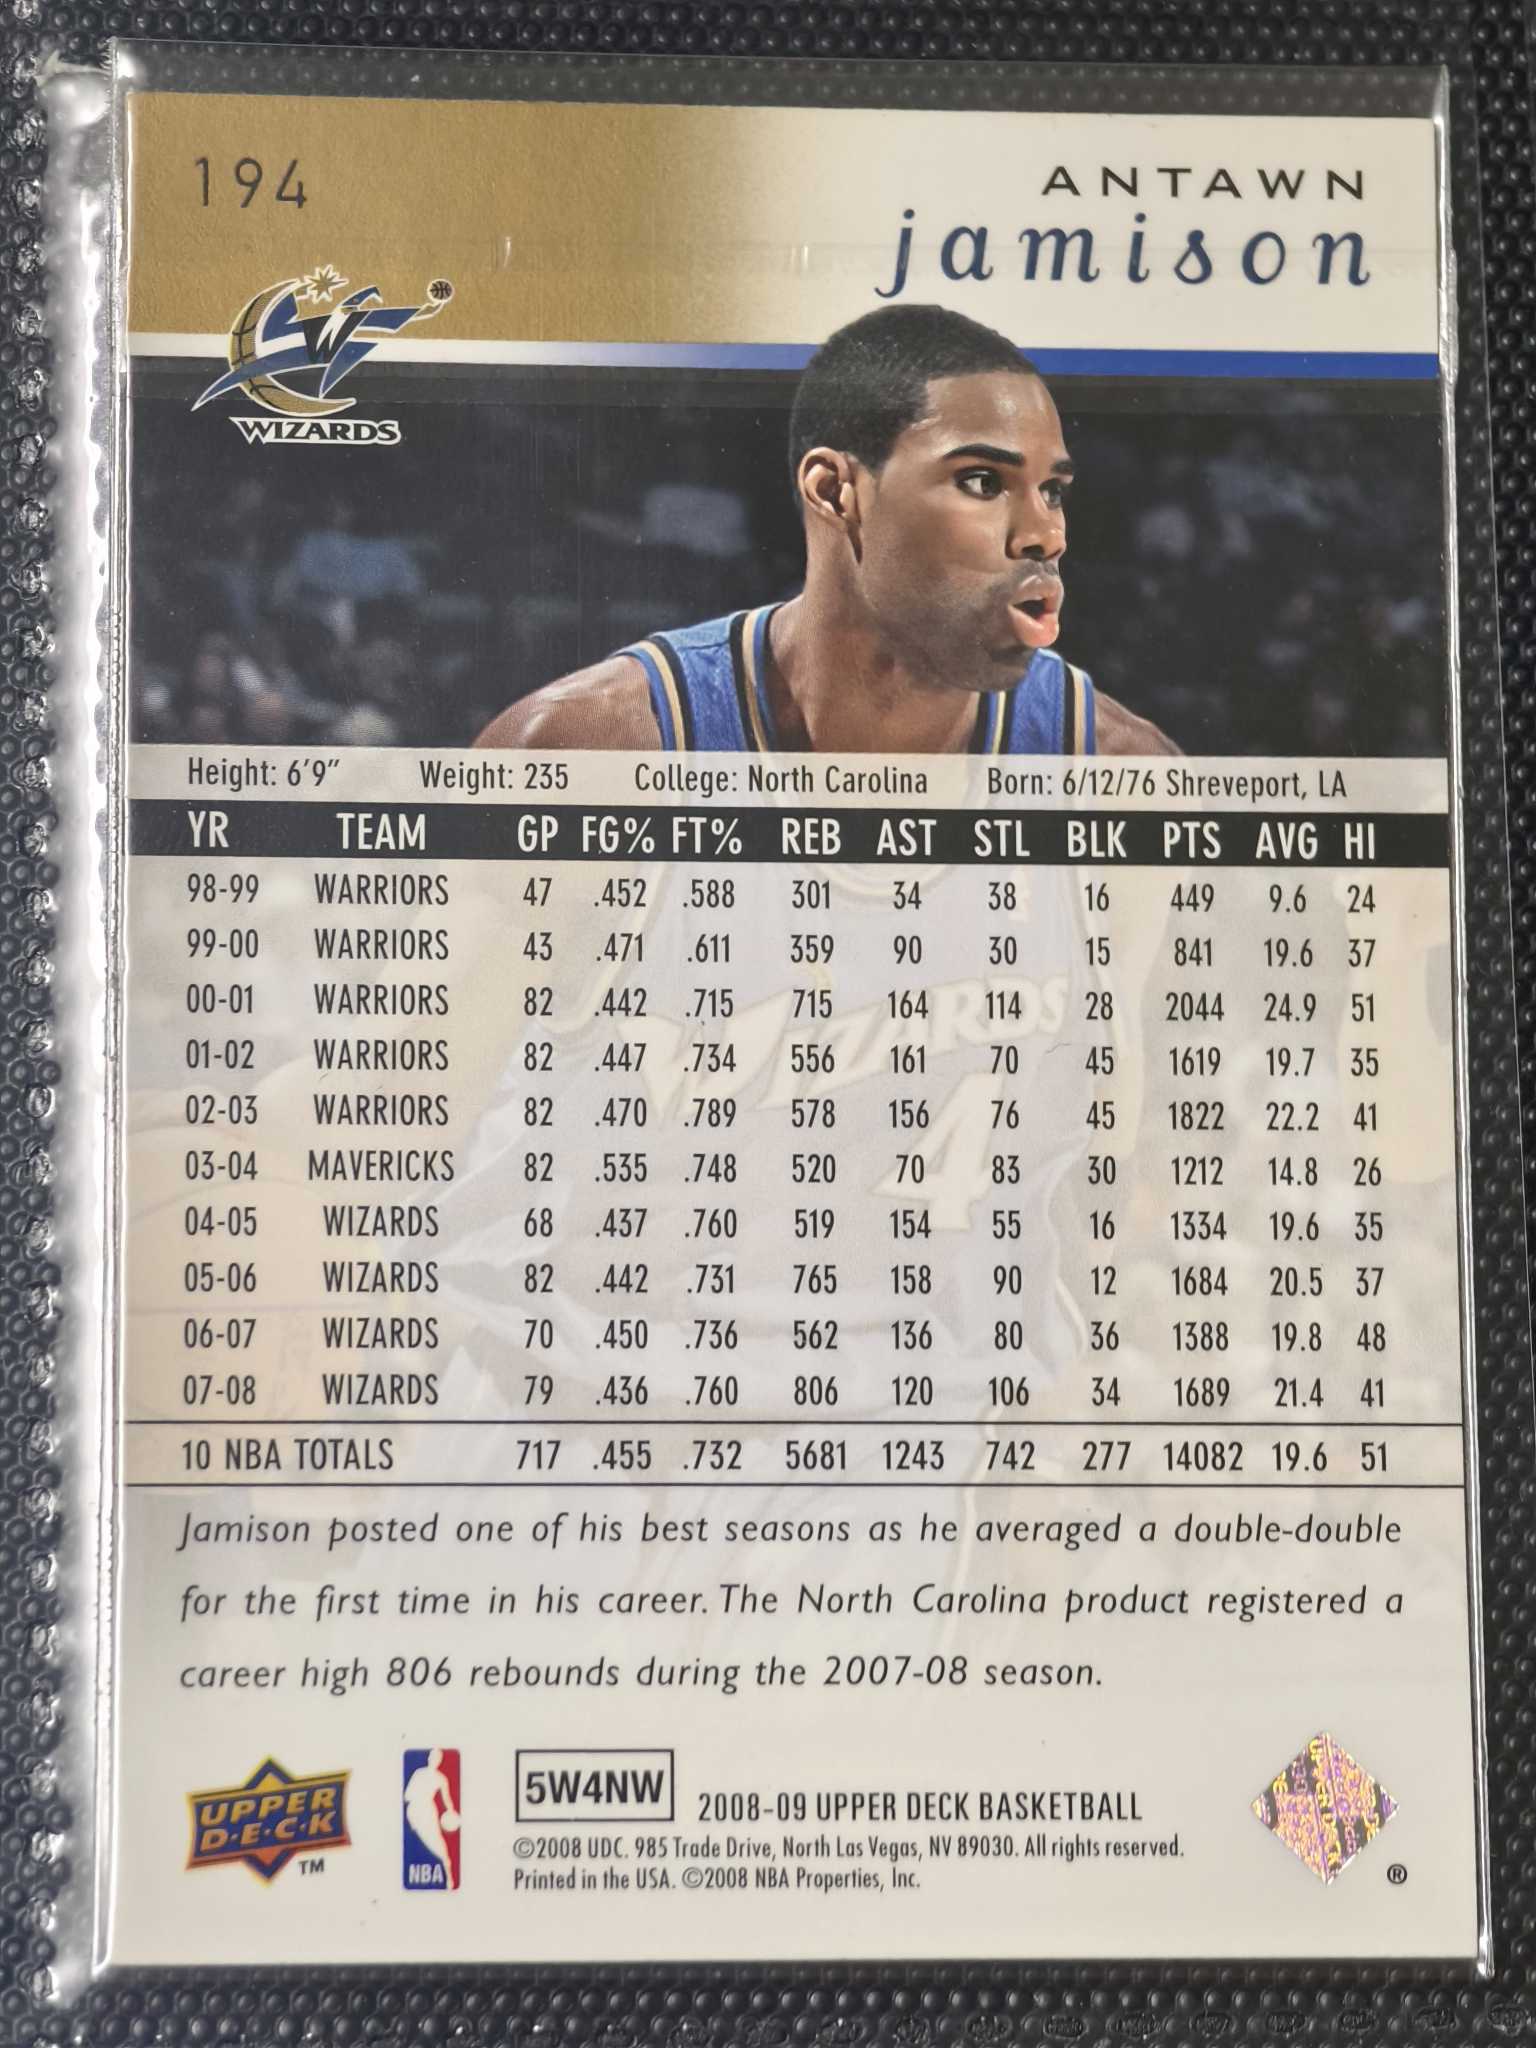 194
ANTAWN
jamison
WIZARDS
Height: 6'9" Weight: 235 College: North Carolina Born: 6/12/76 Shreveport, LA
YR TEAM GP FG% FT% REB AST STL BLK PTS AVG HI
98-99 WARRIORS 47 .452 .588 301 34 38 16 449 9.6 24
99-00 WARRIORS 43 .471 .611 359 90 30 15 841 19.6 37
00-01 WARRIORS 82 .442 .715 715 164 114 28 2044 24.9 51
01-02 WARRIORS 82 .447 .734 556 161 70 45 1619 19.7 35
02-03 WARRIORS 82 .470 .789 578 156 76 45 1822 22.2 41
03-04 MAVERICKS 82 .535 .748 520 70 83 30 1212 14.8 26
04-05 WIZARDS 68 .437 .760 519 154 55 16 1334 19.6 35
05-06 WIZARDS 82 .442 .731 765 158 90 12 1684 20.5 37
06-07 WIZARDS 70 .450 .736 562 136 80 36 1388 19.8 48
07-08 WIZARDS 79 .436 .760 806 120 106 34 1689 21.4 41
10 NBA TOTALS 717 .455 .732 5681 1243 742 277 14082 19.6 51
WIZARDS
4
Jamison posted one of his best seasons as he averaged a double-double
for the first time in his career. The North Carolina product registered a
career high 806 rebounds during the 2007-08 season.
UPPER
D·E·C·K
TM
NBA
5W4NW
2008-09 UPPER DECK BASKETBALL
©2008 UDC. 985 Trade Drive, North Las Vegas, NV 89030. All rights reserved.
Printed in the USA. ©2008 NBA Properties, Inc.
®